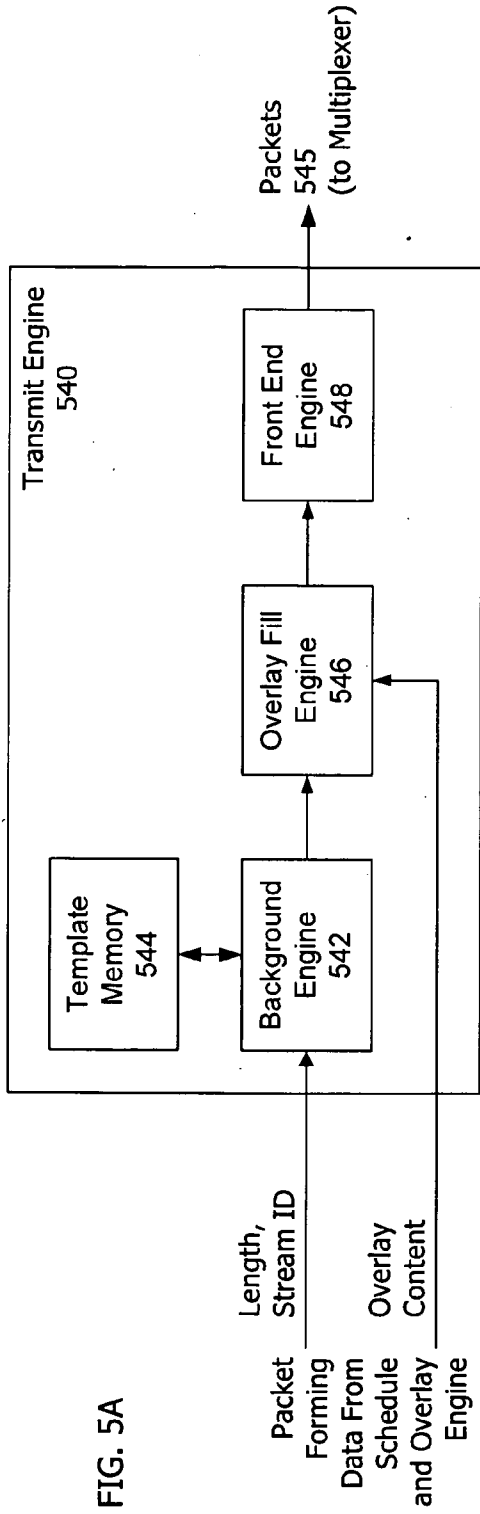 FIG. 5A
Transmit Engine
540
Template
Memory
544
Background
Engine
542
Overlay Fill
Engine
546
Front End
Engine
548
Packets
545
(to Multiplexer)
Length,
Stream ID
Packet
Forming
Data From
Schedule
and Overlay
Engine
Overlay
Content